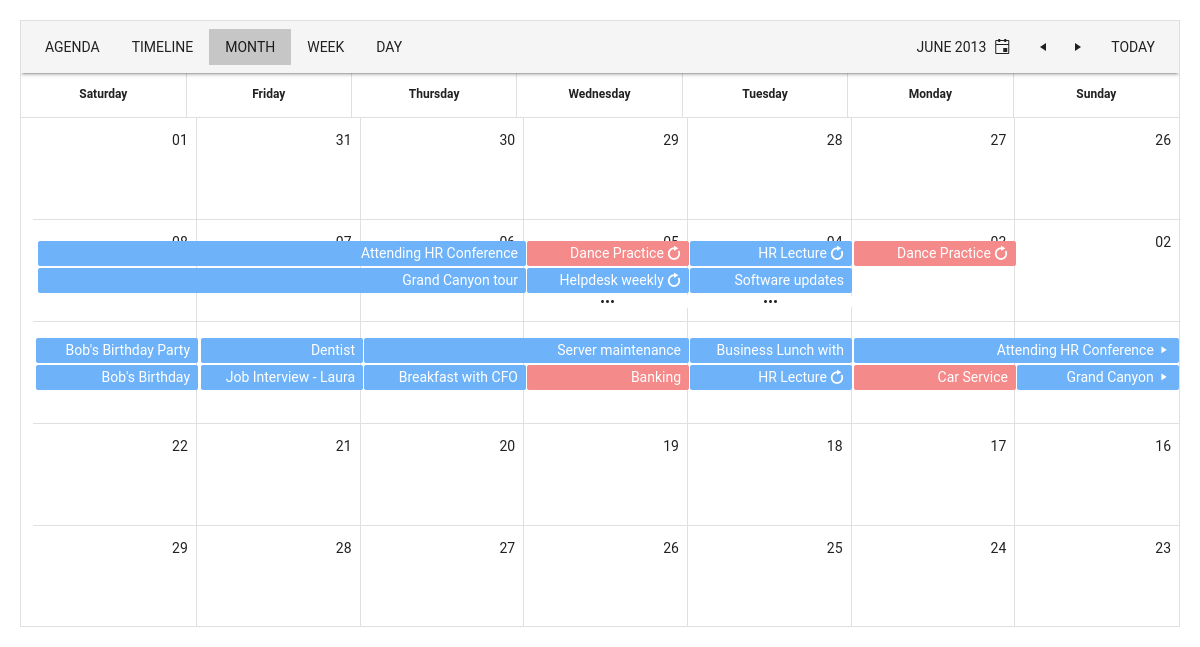 AGENDA TIMELINE MONTH WEEK DAY JUNE 2013 TODAY
Saturday Friday Thursday Wednesday Tuesday Monday Sunday
01 31 30 29 28 27 26
08 07 06 05 04 03 02
Attending HR Conference Dance Practice HR Lecture Dance Practice
Grand Canyon tour Helpdesk weekly Software updates
••• •••
Bob's Birthday Party Dentist Server maintenance Business Lunch with Attending HR Conference
Bob's Birthday Job Interview - Laura Breakfast with CFO Banking HR Lecture Car Service Grand Canyon
22 21 20 19 18 17 16
29 28 27 26 25 24 23